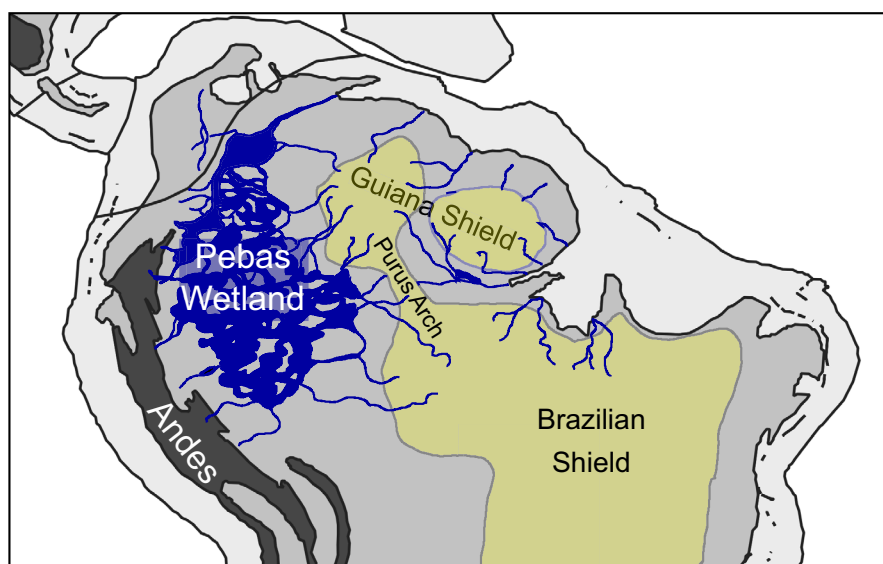 Guiana Shield
Pebas
Wetland
Purus Arch
Andes
Brazilian
Shield